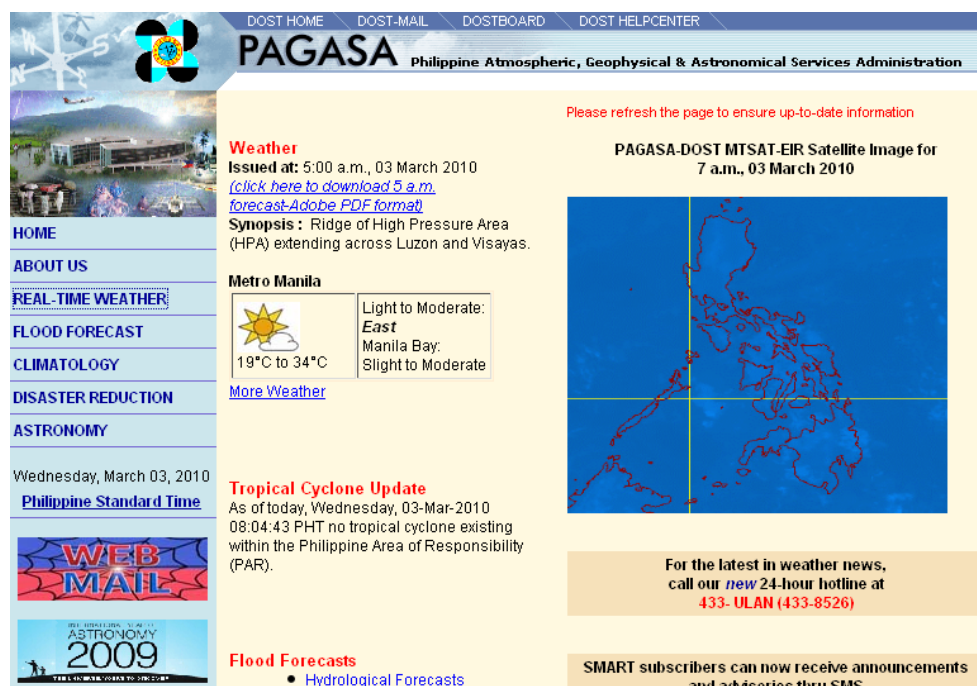 DOST HOME DOST-MAIL DOSTBOARD DOST HELPCENTER
PAGASA Philippine Atmospheric, Geophysical & Astronomical Services Administration
HOME
ABOUT US
REAL-TIME WEATHER
FLOOD FORECAST
CLIMATOLOGY
DISASTER REDUCTION
ASTRONOMY
Wednesday, March 03, 2010
Philippine Standard Time
WEB
MAIL
ASTRONOMY
2009
Weather
Issued at: 5:00 a.m., 03 March 2010
(click here to download 5 a.m.
forecast-Adobe PDF format)
Synopsis : Ridge of High Pressure Area
(HPA) extending across Luzon and Visayas.
Metro Manila
19°C to 34°C
Light to Moderate:
East
Manila Bay:
Slight to Moderate
More Weather
Tropical Cyclone Update
As of today, Wednesday, 03-Mar-2010
08:04:43 PHT no tropical cyclone existing
within the Philippine Area of Responsibility
(PAR).
Flood Forecasts
Hydrological Forecasts
Please refresh the page to ensure up-to-date information
PAGASA-DOST MTSAT-EIR Satellite Image for
7 a.m., 03 March 2010
For the latest in weather news,
call our new 24-hour hotline at
433- ULAN (433-8526)
SMART subscribers can now receive announcements
and advisories thru SMS